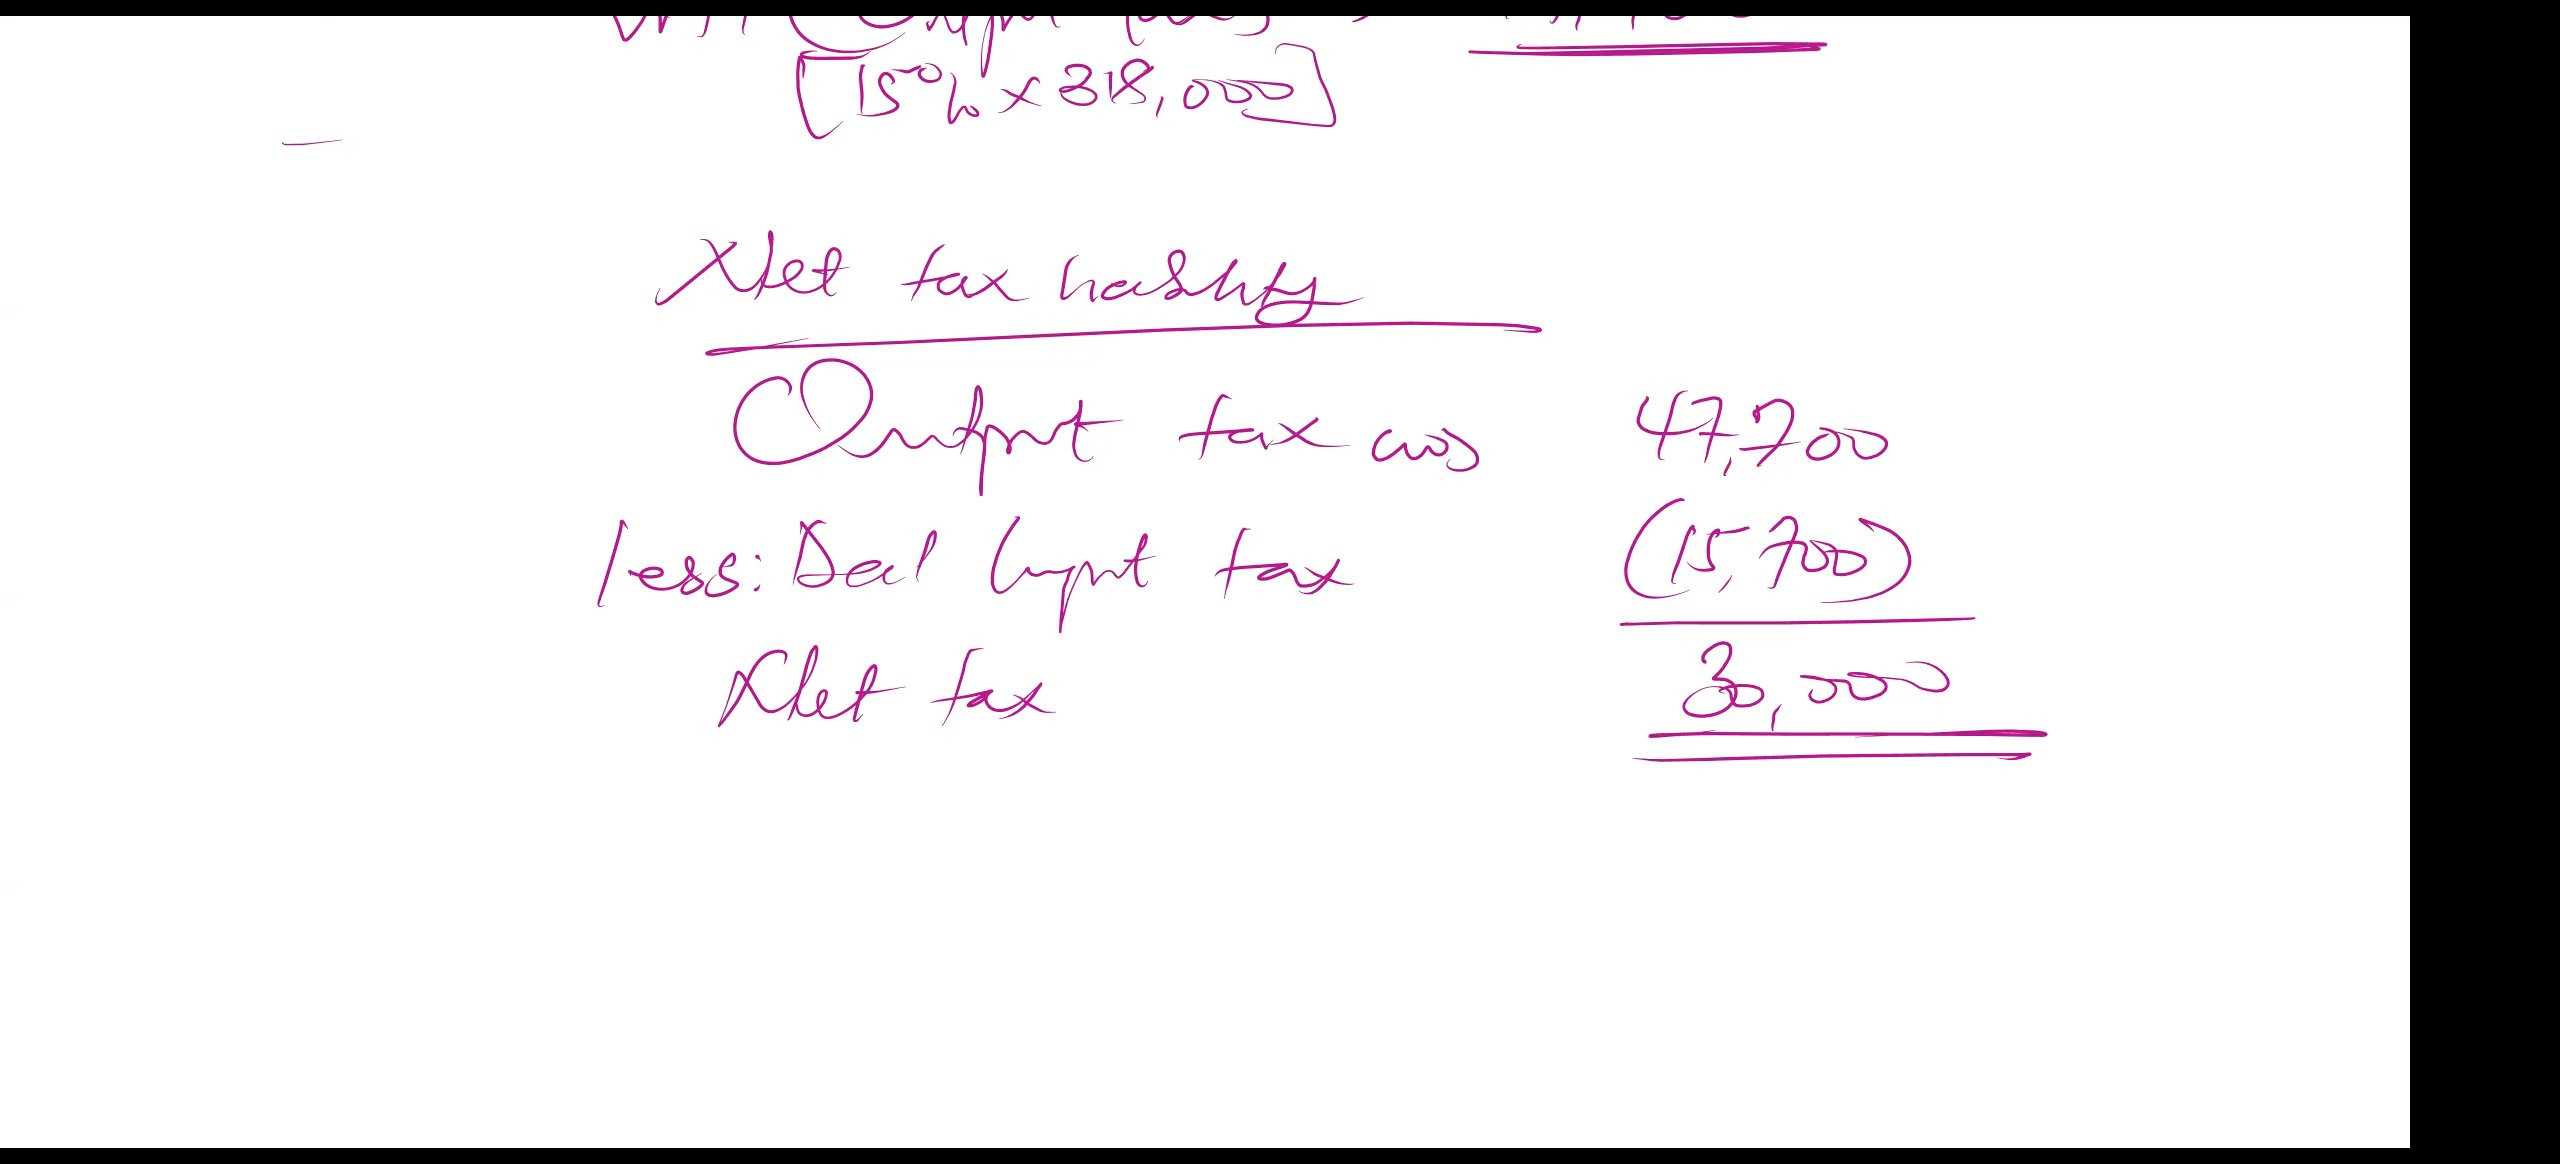 [15% x 318,000]
Net tax liability
Output tax 47,700
less: Ded Input tax (15,700)
Net tax 30,000